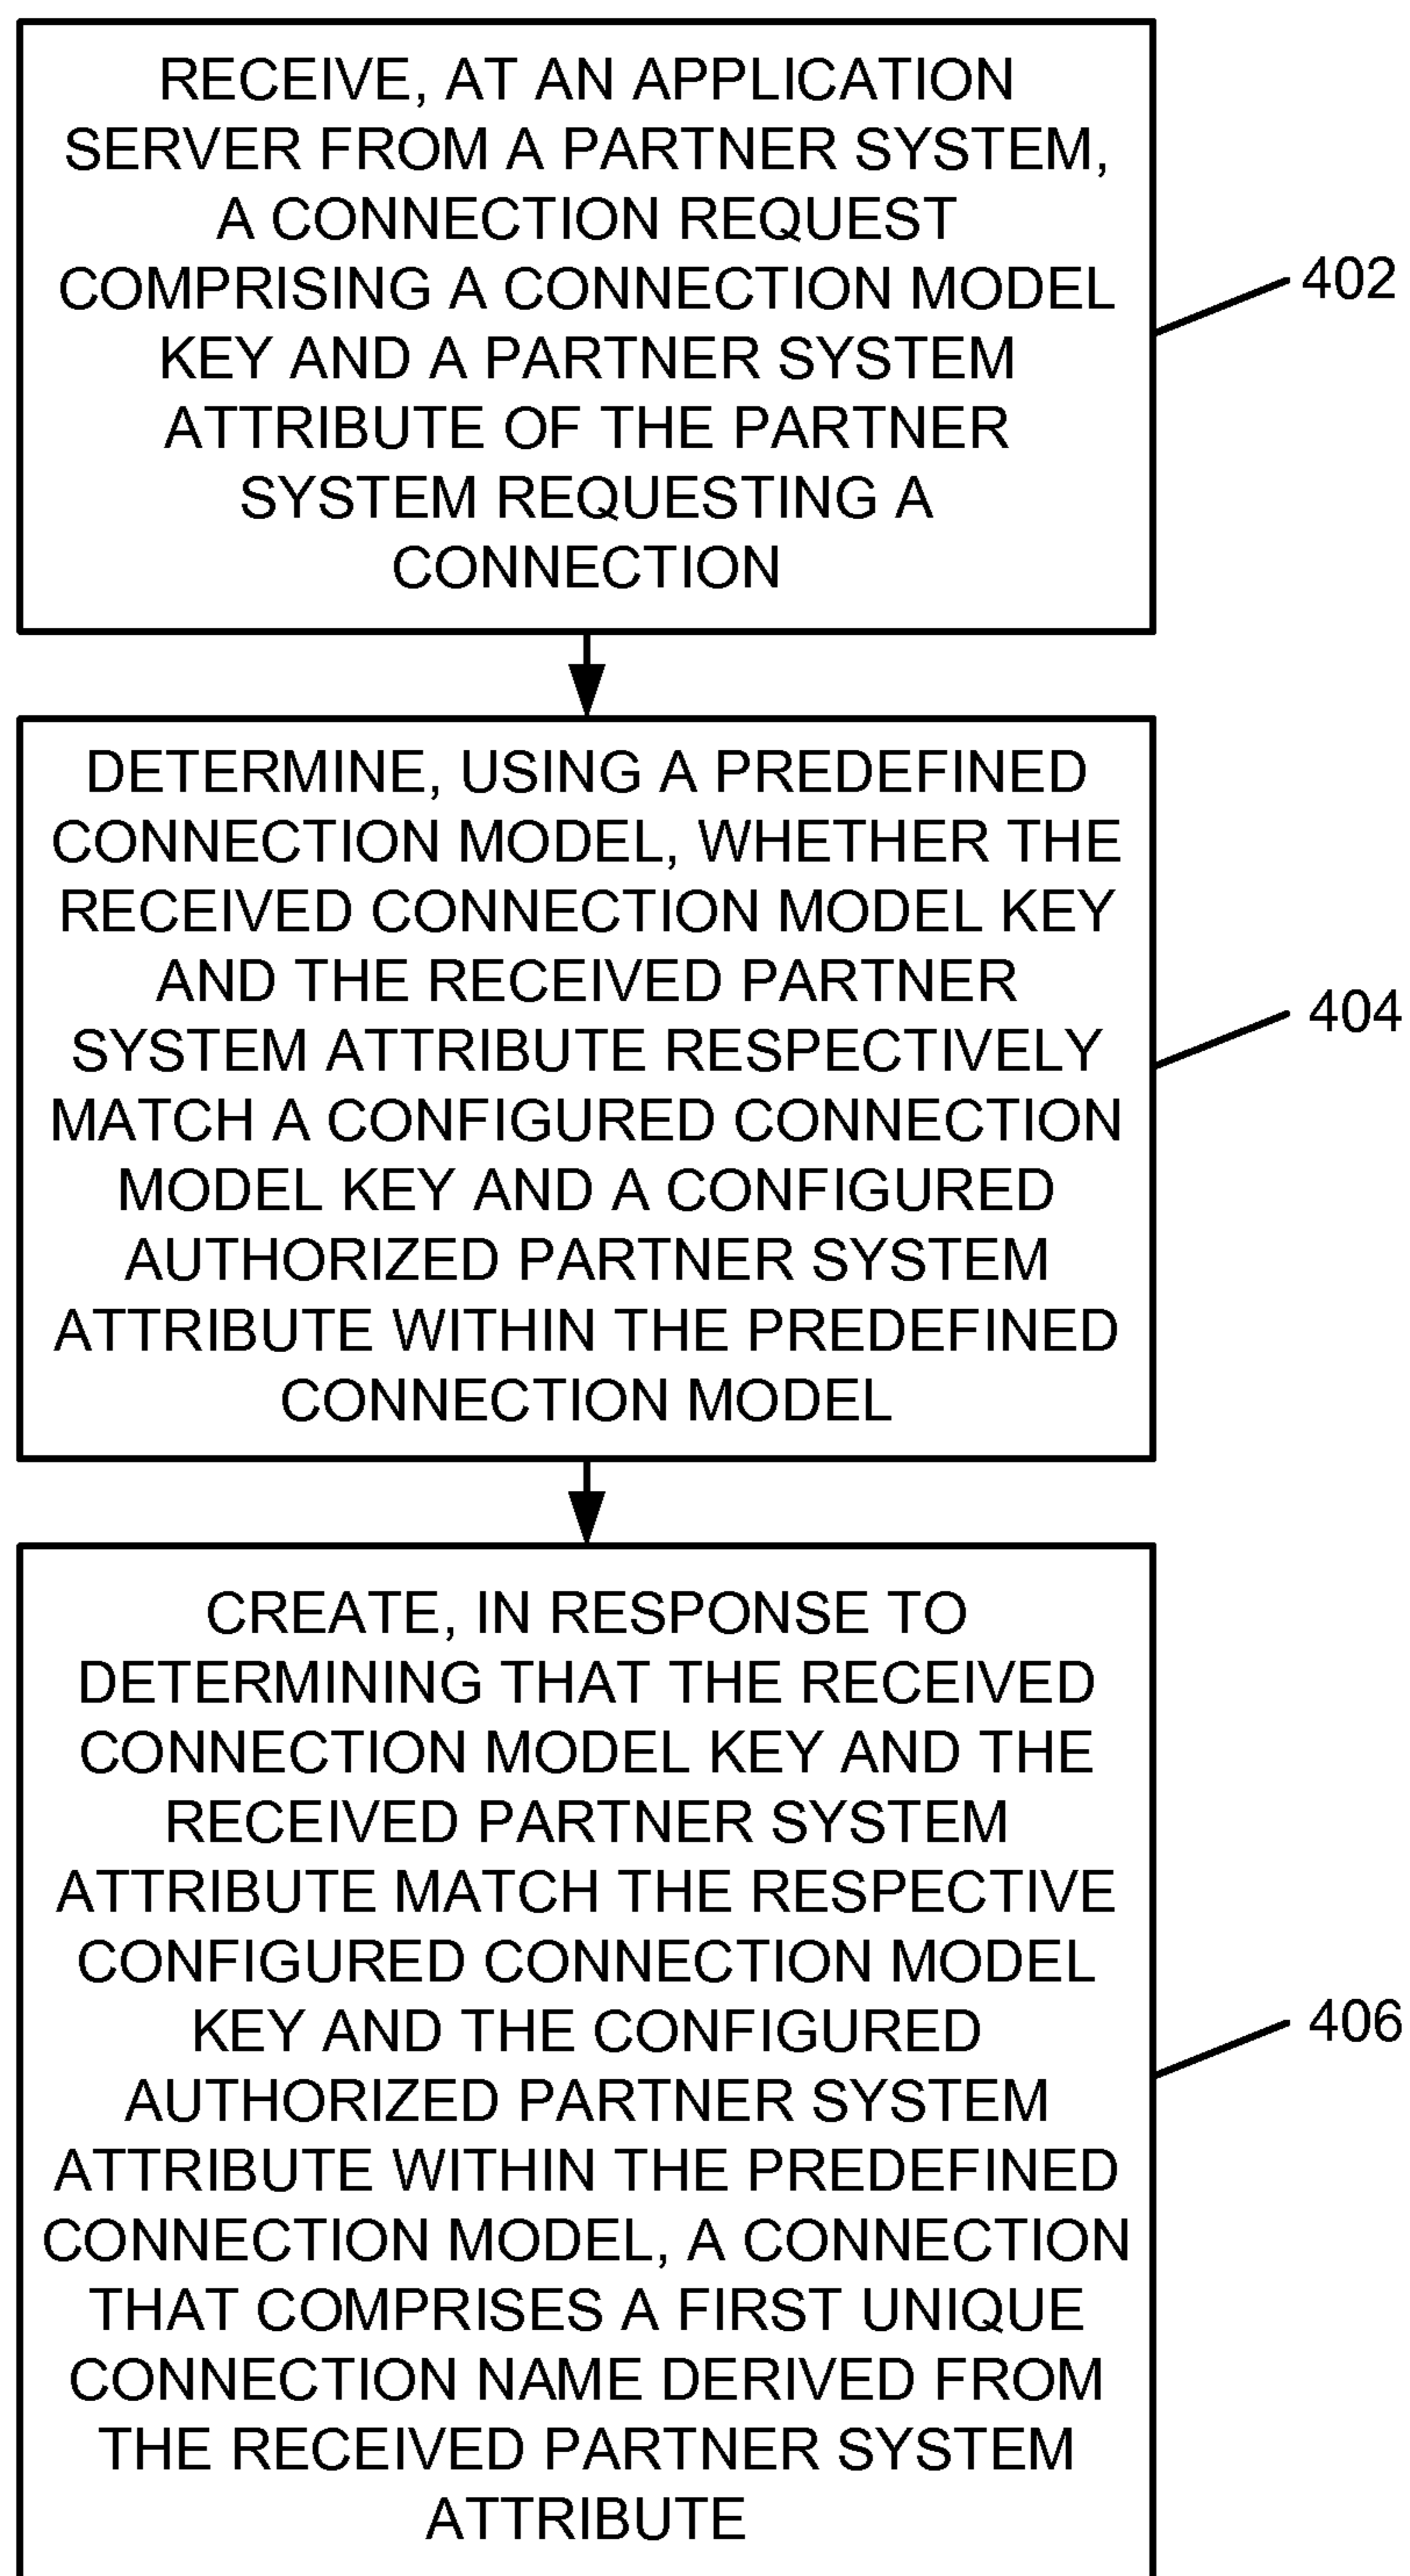 RECEIVE, AT AN APPLICATION
SERVER FROM A PARTNER SYSTEM,
A CONNECTION REQUEST
COMPRISING A CONNECTION MODEL
KEY AND A PARTNER SYSTEM
ATTRIBUTE OF THE PARTNER
SYSTEM REQUESTING A
CONNECTION
402
DETERMINE, USING A PREDEFINED
CONNECTION MODEL, WHETHER THE
RECEIVED CONNECTION MODEL KEY
AND THE RECEIVED PARTNER
SYSTEM ATTRIBUTE RESPECTIVELY
MATCH A CONFIGURED CONNECTION
MODEL KEY AND A CONFIGURED
AUTHORIZED PARTNER SYSTEM
ATTRIBUTE WITHIN THE PREDEFINED
CONNECTION MODEL
404
CREATE, IN RESPONSE TO
DETERMINING THAT THE RECEIVED
CONNECTION MODEL KEY AND THE
RECEIVED PARTNER SYSTEM
ATTRIBUTE MATCH THE RESPECTIVE
CONFIGURED CONNECTION MODEL
KEY AND THE CONFIGURED
AUTHORIZED PARTNER SYSTEM
ATTRIBUTE WITHIN THE PREDEFINED
CONNECTION MODEL, A CONNECTION
THAT COMPRISES A FIRST UNIQUE
CONNECTION NAME DERIVED FROM
THE RECEIVED PARTNER SYSTEM
ATTRIBUTE
406